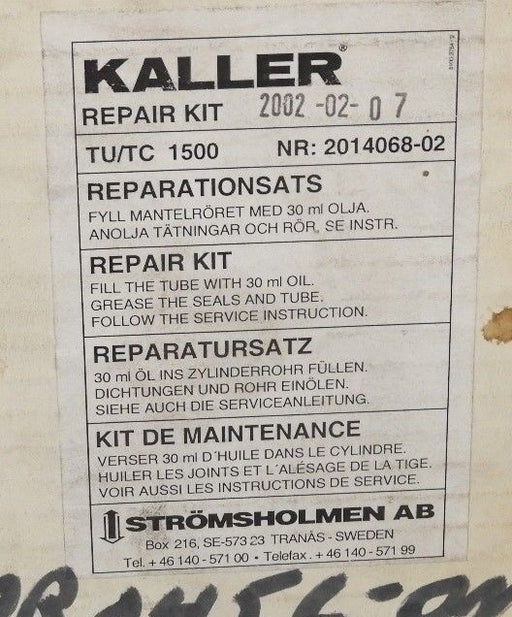 KALLER®
REPAIR KIT 2002-02-07
TU/TC 1500 NR: 2014068-02
REPARATIONSATS
FYLL MANTELRÖRET MED 30 ml OLJA.
ANOLJA TÄTNINGAR OCH RÖR, SE INSTR.
REPAIR KIT
FILL THE TUBE WITH 30 ml OIL.
GREASE THE SEALS AND TUBE.
FOLLOW THE SERVICE INSTRUCTION.
REPARATURSATZ
30 ml ÖL INS ZYLINDERROHR FÜLLEN.
DICHTUNGEN UND ROHR EINÖLEN.
SIEHE AUCH DIE SERVICEANLEITUNG.
KIT DE MAINTENANCE
VERSER 30 ml D´HUILE DANS LE CYLINDRE.
HUILER LES JOINTS ET L´ALÉSAGE DE LA TIGE.
VOIR AUSSI LES INSTRUCTIONS DE SERVICE.
STRÖMSHOLMEN AB
Box 216, SE-573 23 TRANÅS - SWEDEN
Tel. + 46 140 - 571 00 • Telefax. + 46 140 - 571 99